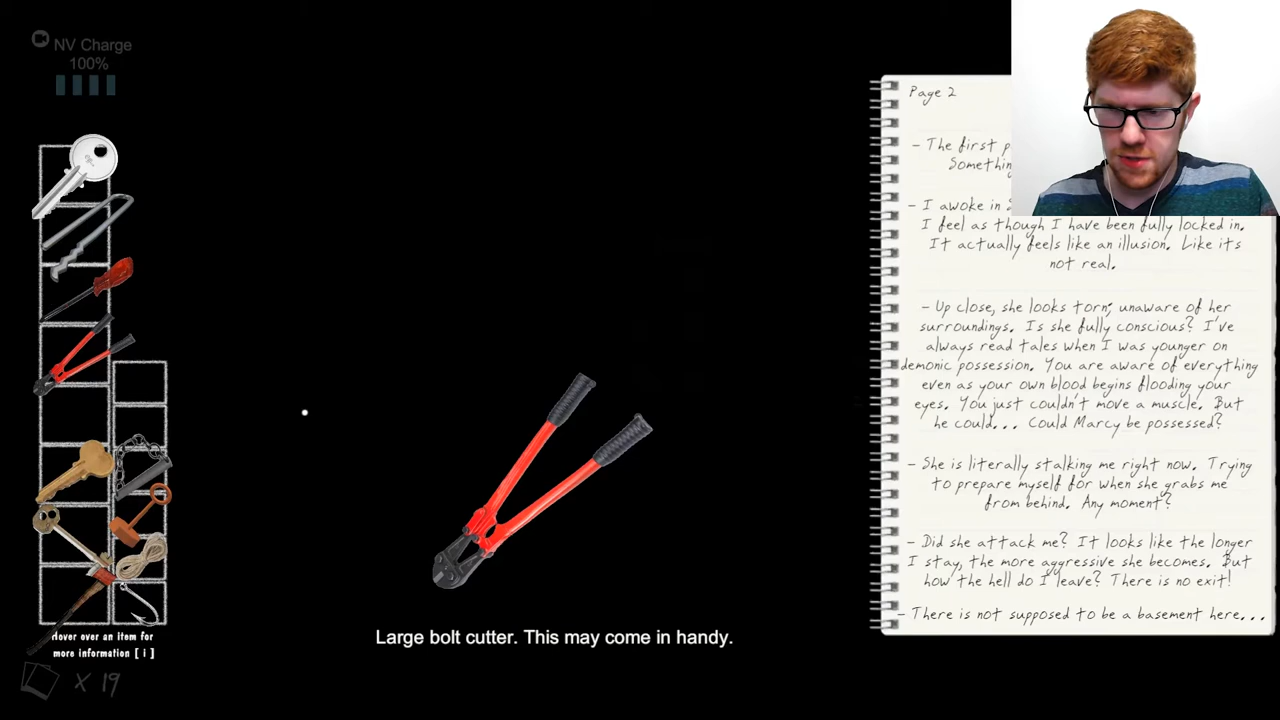 NV Charge
100%
Page 2
- The first p
Somethin
- I awoke in
I feel as though I have been fully locked in.
It actually feels like an illusion. Like its
not real.
- Up close, she looks torn; unaware of her
surroundings. Is she fully conscious? I've
always read tales when I was younger on
demonic possession. You are aware of everything
even as your own blood begins flooding your
eyes. You just couldn't move a muscle. But
he could... Could Marcy be possessed?
- She is literally stalking me right now. Trying
to prepare myself for when she grabs me
from behind. Any moment?
- Did she attack me? It looks like the longer
I stay, the more aggressive she becomes. But
how the hell do I leave? There is no exit!
- There is not supposed to be a basement here...
Hover over an item for
more information [ i ]
X 19
Large bolt cutter. This may come in handy.